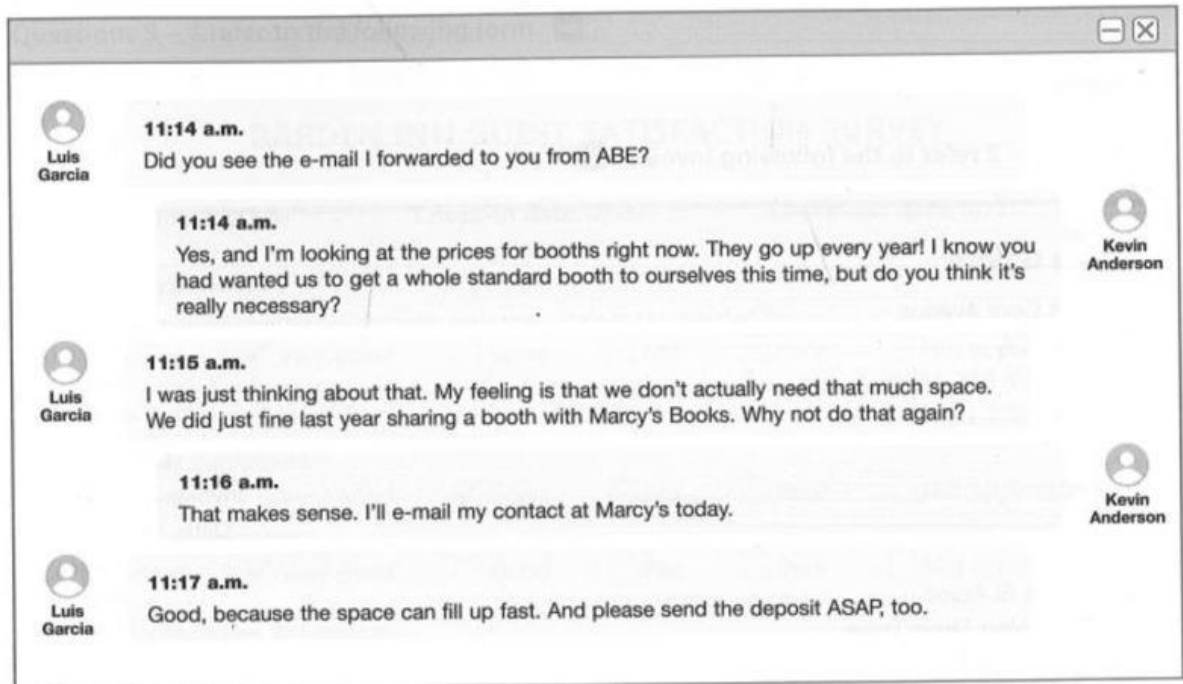 Luis
Garcia
11:14 a.m.
Did you see the e-mail I forwarded to you from ABE?
11:14 a.m.
Yes, and I'm looking at the prices for booths right now. They go up every year! I know you
had wanted us to get a whole standard booth to ourselves this time, but do you think it's
really necessary?
Kevin
Anderson
Luis
Garcia
11:15 a.m.
I was just thinking about that. My feeling is that we don't actually need that much space.
We did just fine last year sharing a booth with Marcy's Books. Why not do that again?
11:16 a.m.
That makes sense. I'll e-mail my contact at Marcy's today.
Kevin
Anderson
Luis
Garcia
11:17 a.m.
Good, because the space can fill up fast. And please send the deposit ASAP, too.